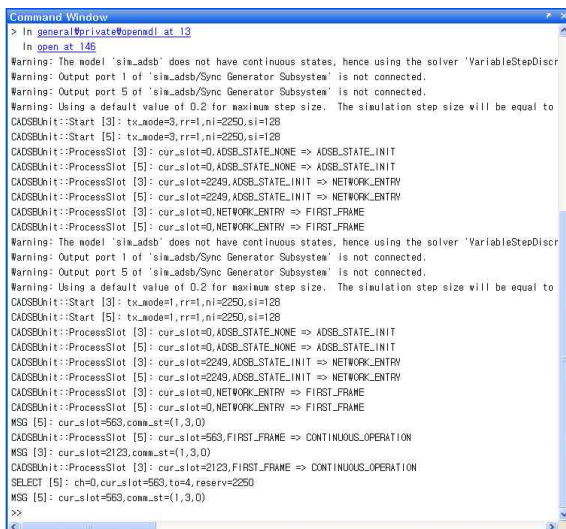 Command Window
> In general₩private₩openmdl at 13
In open at 146
Warning: The model 'sim_adsb' does not have continuous states, hence using the solver 'VariableStepDiscr
Warning: Output port 1 of 'sim_adsb/Sync Generator Subsystem' is not connected.
Warning: Output port 5 of 'sim_adsb/Sync Generator Subsystem' is not connected.
Warning: Using a default value of 0.2 for maximum step size.  The simulation step size will be equal to
CADSBUnit::Start [3]: tx_mode=3,rr=1,ni=2250,si=128
CADSBUnit::Start [5]: tx_mode=3,rr=1,ni=2250,si=128
CADSBUnit::ProcessSlot [3]: cur_slot=0,ADSB_STATE_NONE => ADSB_STATE_INIT
CADSBUnit::ProcessSlot [5]: cur_slot=0,ADSB_STATE_NONE => ADSB_STATE_INIT
CADSBUnit::ProcessSlot [3]: cur_slot=2249,ADSB_STATE_INIT => NETWORK_ENTRY
CADSBUnit::ProcessSlot [5]: cur_slot=2249,ADSB_STATE_INIT => NETWORK_ENTRY
CADSBUnit::ProcessSlot [3]: cur_slot=0,NETWORK_ENTRY => FIRST_FRAME
CADSBUnit::ProcessSlot [5]: cur_slot=0,NETWORK_ENTRY => FIRST_FRAME
Warning: The model 'sim_adsb' does not have continuous states, hence using the solver 'VariableStepDiscr
Warning: Output port 1 of 'sim_adsb/Sync Generator Subsystem' is not connected.
Warning: Output port 5 of 'sim_adsb/Sync Generator Subsystem' is not connected.
Warning: Using a default value of 0.2 for maximum step size.  The simulation step size will be equal to
CADSBUnit::Start [3]: tx_mode=1,rr=1,ni=2250,si=128
CADSBUnit::Start [5]: tx_mode=1,rr=1,ni=2250,si=128
CADSBUnit::ProcessSlot [3]: cur_slot=0,ADSB_STATE_NONE => ADSB_STATE_INIT
CADSBUnit::ProcessSlot [5]: cur_slot=0,ADSB_STATE_NONE => ADSB_STATE_INIT
CADSBUnit::ProcessSlot [3]: cur_slot=2249,ADSB_STATE_INIT => NETWORK_ENTRY
CADSBUnit::ProcessSlot [5]: cur_slot=2249,ADSB_STATE_INIT => NETWORK_ENTRY
CADSBUnit::ProcessSlot [3]: cur_slot=0,NETWORK_ENTRY => FIRST_FRAME
CADSBUnit::ProcessSlot [5]: cur_slot=0,NETWORK_ENTRY => FIRST_FRAME
MSG [5]: cur_slot=563,comm_st=(1,3,0)
CADSBUnit::ProcessSlot [5]: cur_slot=563,FIRST_FRAME => CONTINUOUS_OPERATION
MSG [3]: cur_slot=2123,comm_st=(1,3,0)
CADSBUnit::ProcessSlot [3]: cur_slot=2123,FIRST_FRAME => CONTINUOUS_OPERATION
SELECT [5]: ch=0,cur_slot=563,to=4,reserv=2250
MSG [5]: cur_slot=563,comm_st=(1,3,0)
>>